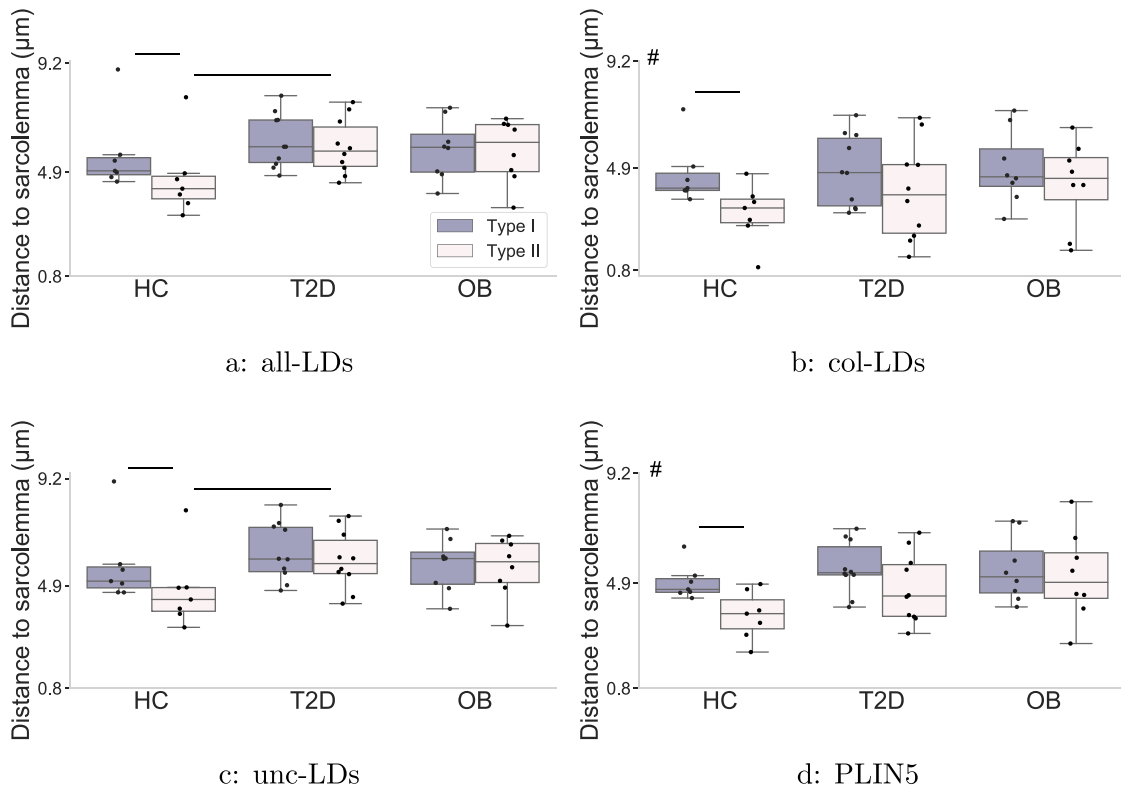 Distance to sarcolemma (µm)
9.2
4.9
0.8
HC
T2D
OB
Type I
Type II
a: all-LDs
Distance to sarcolemma (µm)
#
9.2
4.9
0.8
HC
T2D
OB
b: col-LDs
Distance to sarcolemma (µm)
9.2
4.9
0.8
HC
T2D
OB
c: unc-LDs
Distance to sarcolemma (µm)
#
9.2
4.9
0.8
HC
T2D
OB
d: PLIN5